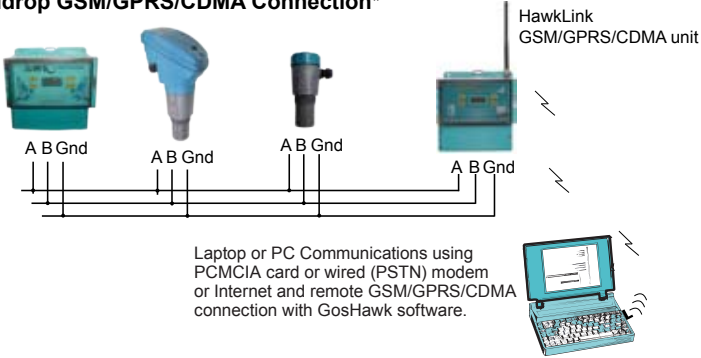 GSM/GPRS/CDMA Connection"
HawkLink
GSM/GPRS/CDMA unit
A B Gnd
A B Gnd
A B Gnd
A B Gnd
Laptop or PC Communications using
PCMCIA card or wired (PSTN) modem
or Internet and remote GSM/GPRS/CDMA
connection with GosHawk software.